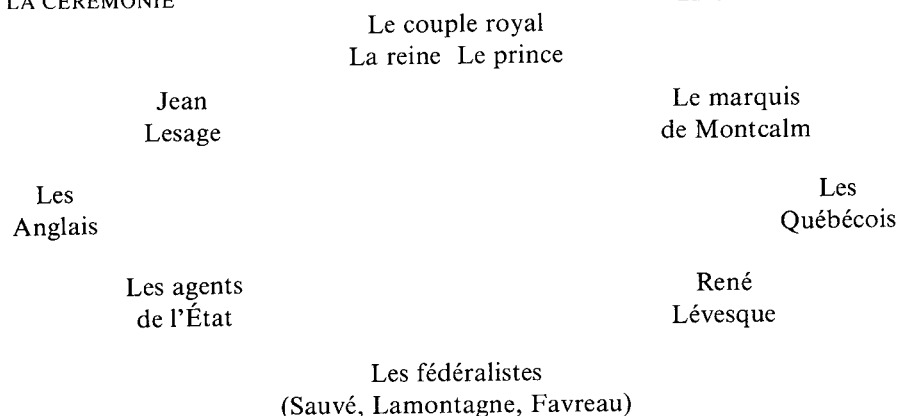 LA CÉRÉMONIE
Le couple royal
La reine Le prince
Jean
Lesage
Le marquis
de Montcalm
Les
Anglais
Les
Québécois
Les agents
de l'État
René
Lévesque
Les fédéralistes
(Sauvé, Lamontagne, Favreau)